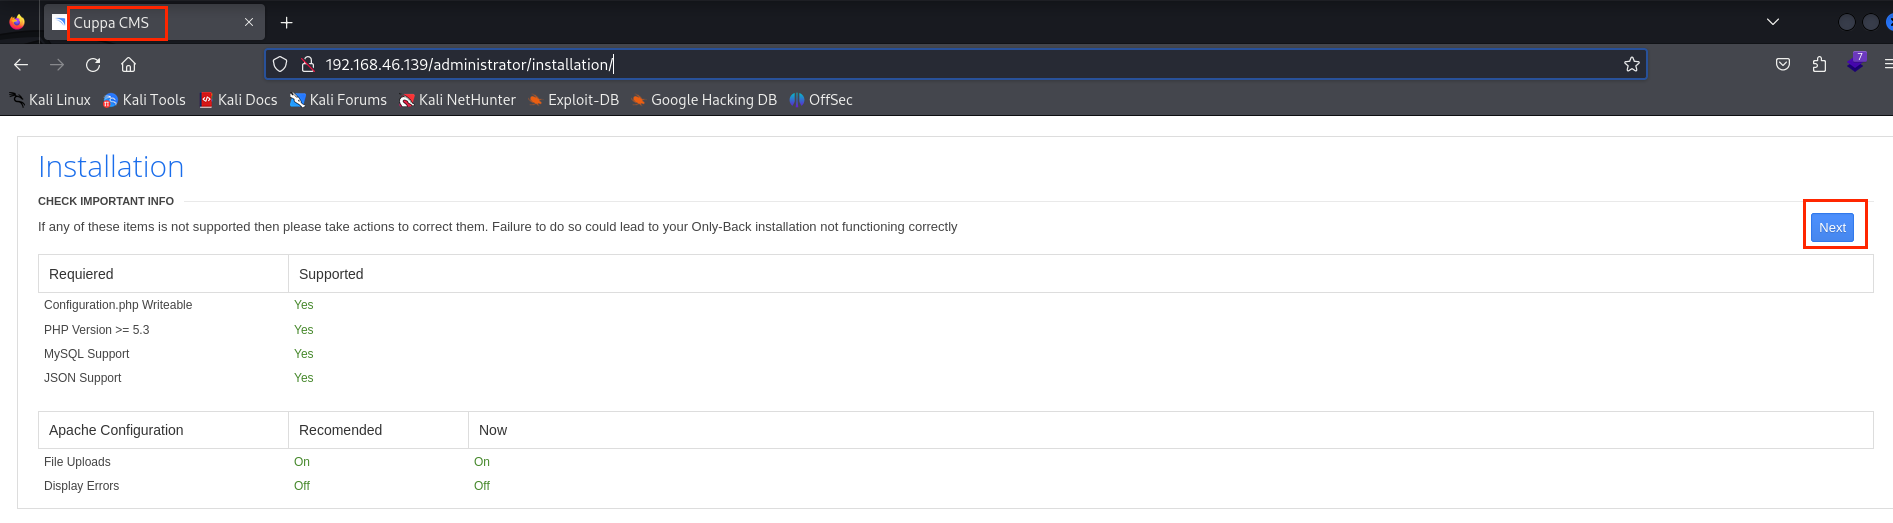 Cuppa CMS
192.168.46.139/administrator/installation/
7
Kali Linux Kali Tools Kali Docs Kali Forums Kali NetHunter Exploit-DB Google Hacking DB OffSec
Installation
CHECK IMPORTANT INFO
If any of these items is not supported then please take actions to correct them. Failure to do so could lead to your Only-Back installation not functioning correctly
Next
Requiered Supported
Configuration.php Writeable Yes
PHP Version >= 5.3 Yes
MySQL Support Yes
JSON Support Yes
Apache Configuration Recomended Now
File Uploads On On
Display Errors Off Off